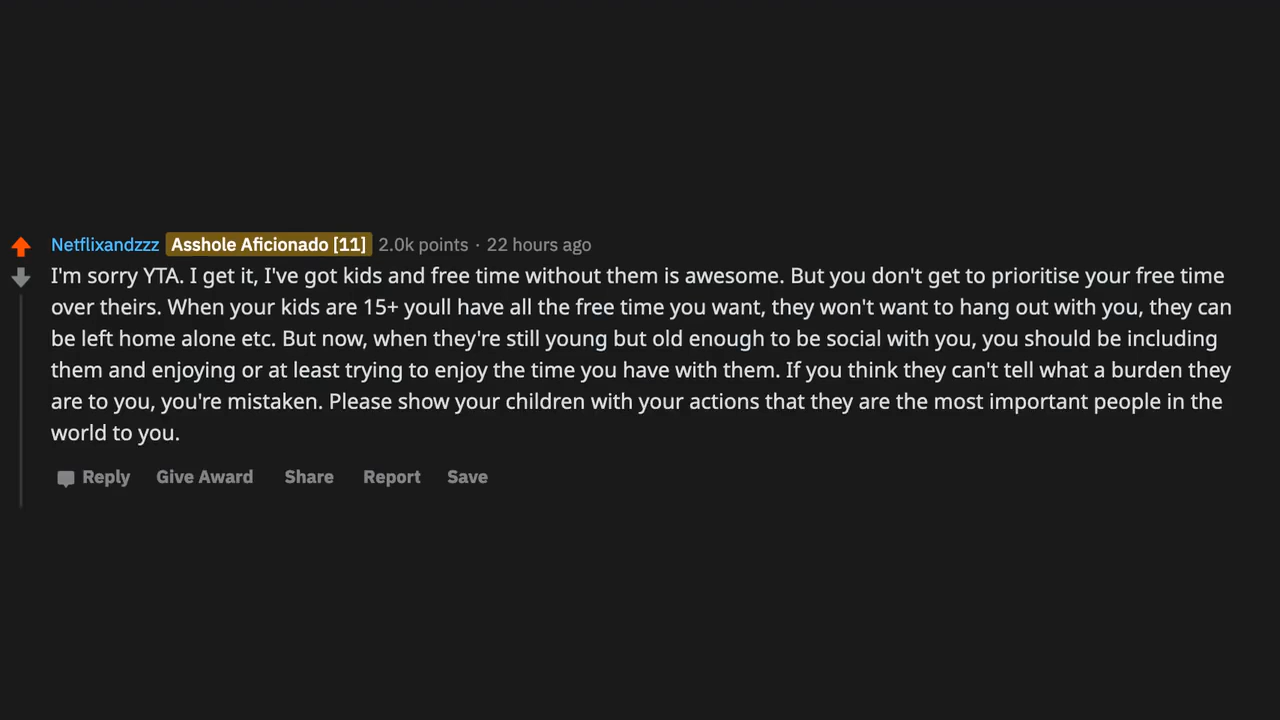 Netflixandzzz Asshole Aficionado [11] 2.0k points · 22 hours ago
I'm sorry YTA. I get it, I've got kids and free time without them is awesome. But you don't get to prioritise your free time
over theirs. When your kids are 15+ youll have all the free time you want, they won't want to hang out with you, they can
be left home alone etc. But now, when they're still young but old enough to be social with you, you should be including
them and enjoying or at least trying to enjoy the time you have with them. If you think they can't tell what a burden they
are to you, you're mistaken. Please show your children with your actions that they are the most important people in the
world to you.
Reply Give Award Share Report Save